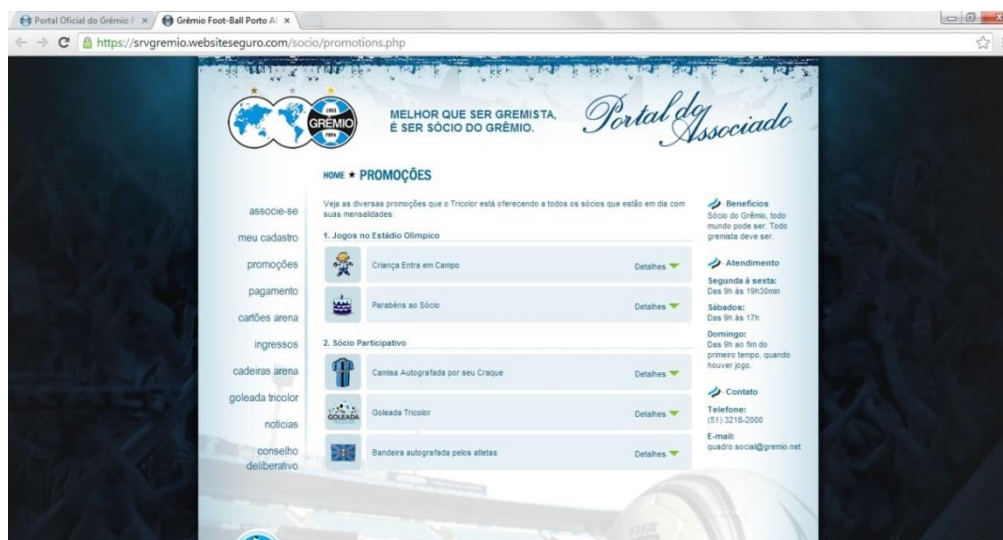 Portal Oficial do Grêmio F
Grêmio Foot-Ball Porto Al
https://srvgremio.websiteseguro.com/socio/promotions.php
1903
GRÊMIO
FBPA
MELHOR QUE SER GREMISTA,
É SER SÓCIO DO GRÊMIO.
Portal do
Associado
HOME ★ PROMOÇÕES
Veja as diversas promoções que o Tricolor está oferecendo a todos os sócios que estão em dia com
suas mensalidades:
associe-se
meu cadastro
promoções
pagamento
cartões arena
ingressos
cadeiras arena
goleada tricolor
notícias
conselho
deliberativo
1. Jogos no Estádio Olímpico
Criança Entra em Campo
Detalhes
Parabéns ao Sócio
Detalhes
2. Sócio Participativo
Camisa Autografada por seu Craque
Detalhes
GOLEADA
Goleada Tricolor
Detalhes
Bandeira autografada pelos atletas
Detalhes
Benefícios
Sócio do Grêmio, todo
mundo pode ser. Todo
gremista deve ser.
Atendimento
Segunda à sexta:
Das 9h às 19h30min
Sábados:
Das 9h às 17h
Domingo:
Das 9h ao fim do
primeiro tempo, quando
houver jogo.
Contato
Telefone:
(51) 3218-2000
E-mail:
quadro.social@gremio.net
FIFA